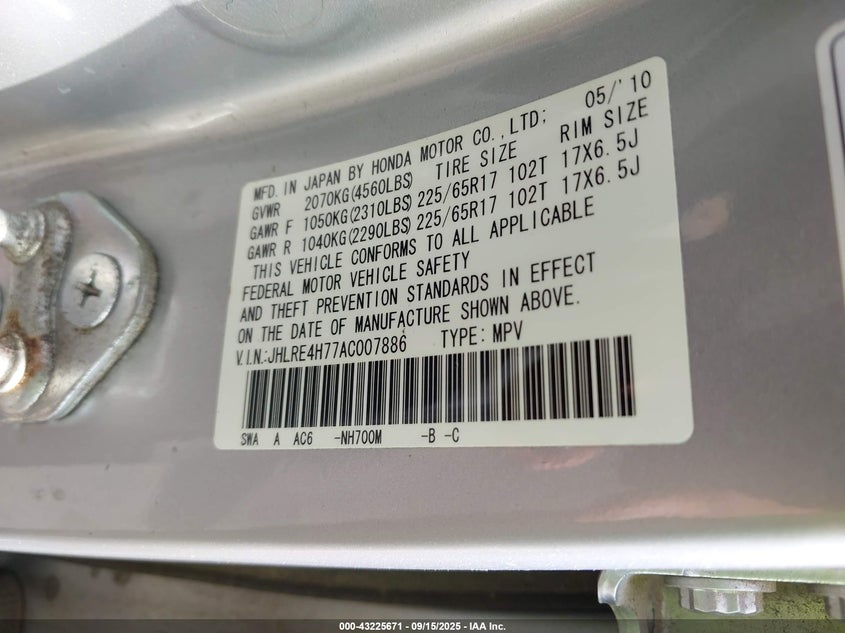 MFD. IN JAPAN BY HONDA MOTOR CO.,LTD; 05/'10
GVWR 2070KG(4560LBS) TIRE SIZE RIM SIZE
GAWR F 1050KG(2310LBS) 225/65R17 102T 17X6.5J
GAWR R 1040KG(2290LBS) 225/65R17 102T 17X6.5J
THIS VEHICLE CONFORMS TO ALL APPLICABLE
FEDERAL MOTOR VEHICLE SAFETY
AND THEFT PREVENTION STANDARDS IN EFFECT
ON THE DATE OF MANUFACTURE SHOWN ABOVE.
V.I.N.:JHLRE4H77AC007886 TYPE: MPV
SWA A AC6 -NH700M -B -C
000-43225671 - 09/15/2025 - IAA Inc.